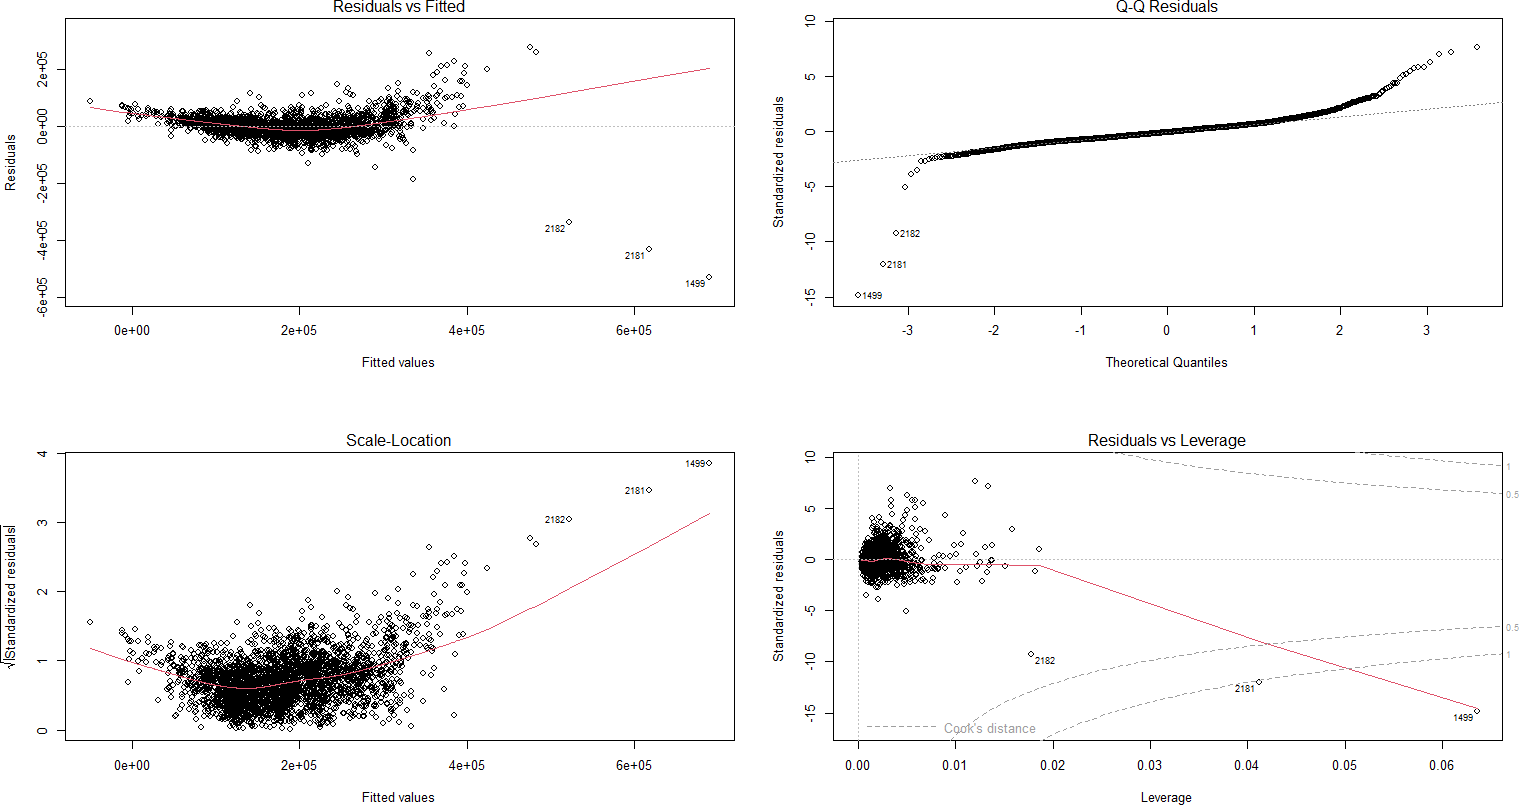 Residuals vs Fitted
Residuals
-6e+05 -4e+05 -2e+05 0e+00 2e+05
2182
2181
1499
0e+00 2e+05 4e+05 6e+05
Fitted values
Q-Q Residuals
Standardized residuals
-15 -10 -5 0 5 10
2182
2181
1499
-3 -2 -1 0 1 2 3
Theoretical Quantiles
Scale-Location
√|Standardized residuals|
0 1 2 3 4
1499
2181
2182
0e+00 2e+05 4e+05 6e+05
Fitted values
Residuals vs Leverage
Standardized residuals
-15 -10 -5 0 5 10
1
0.5
0.5
1
2182
2181
1499
Cook's distance
0.00 0.01 0.02 0.03 0.04 0.05 0.06
Leverage